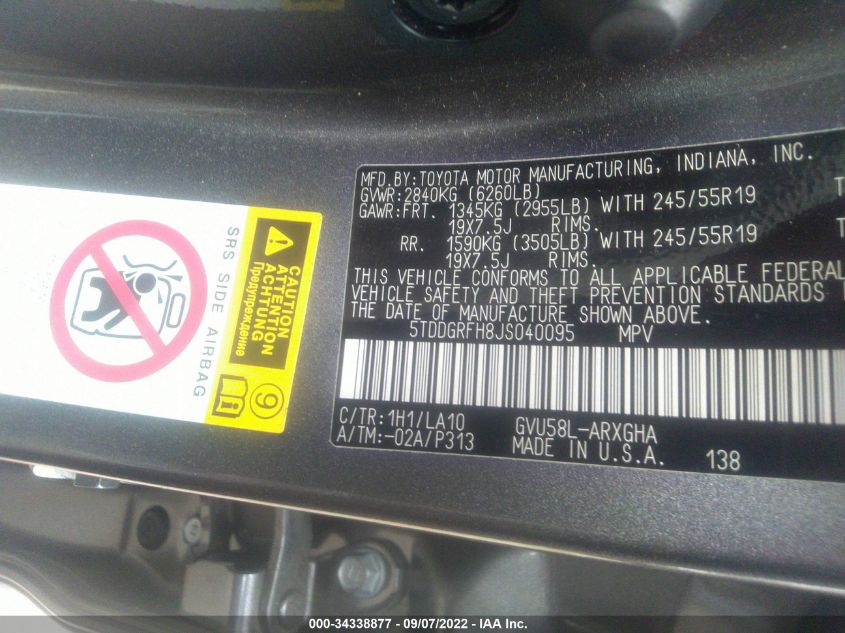 MFD.BY:TOYOTA MOTOR MANUFACTURING, INDIANA, INC.
GVWR:2840KG (6260LB)
GAWR:FRT. 1345KG (2955LB) WITH 245/55R19
19X7.5J RIMS.
RR. 1590KG (3505LB) WITH 245/55R19
19X7.5J RIMS.
THIS VEHICLE CONFORMS TO ALL APPLICABLE FEDERAL
VEHICLE SAFETY AND THEFT PREVENTION STANDARDS
THE DATE OF MANUFACTURE SHOWN ABOVE.
5TDDGRFH8JS040095 MPV
C/TR:1H1/LA10 GVU58L-ARXGHA
A/TM:-02A/P313 MADE IN U.S.A. 138
SRS SIDE AIRBAG
CAUTION
ATTENTION
ACHTUNG
Предупреждение
9
000-34338877 - 09/07/2022 - IAA Inc.